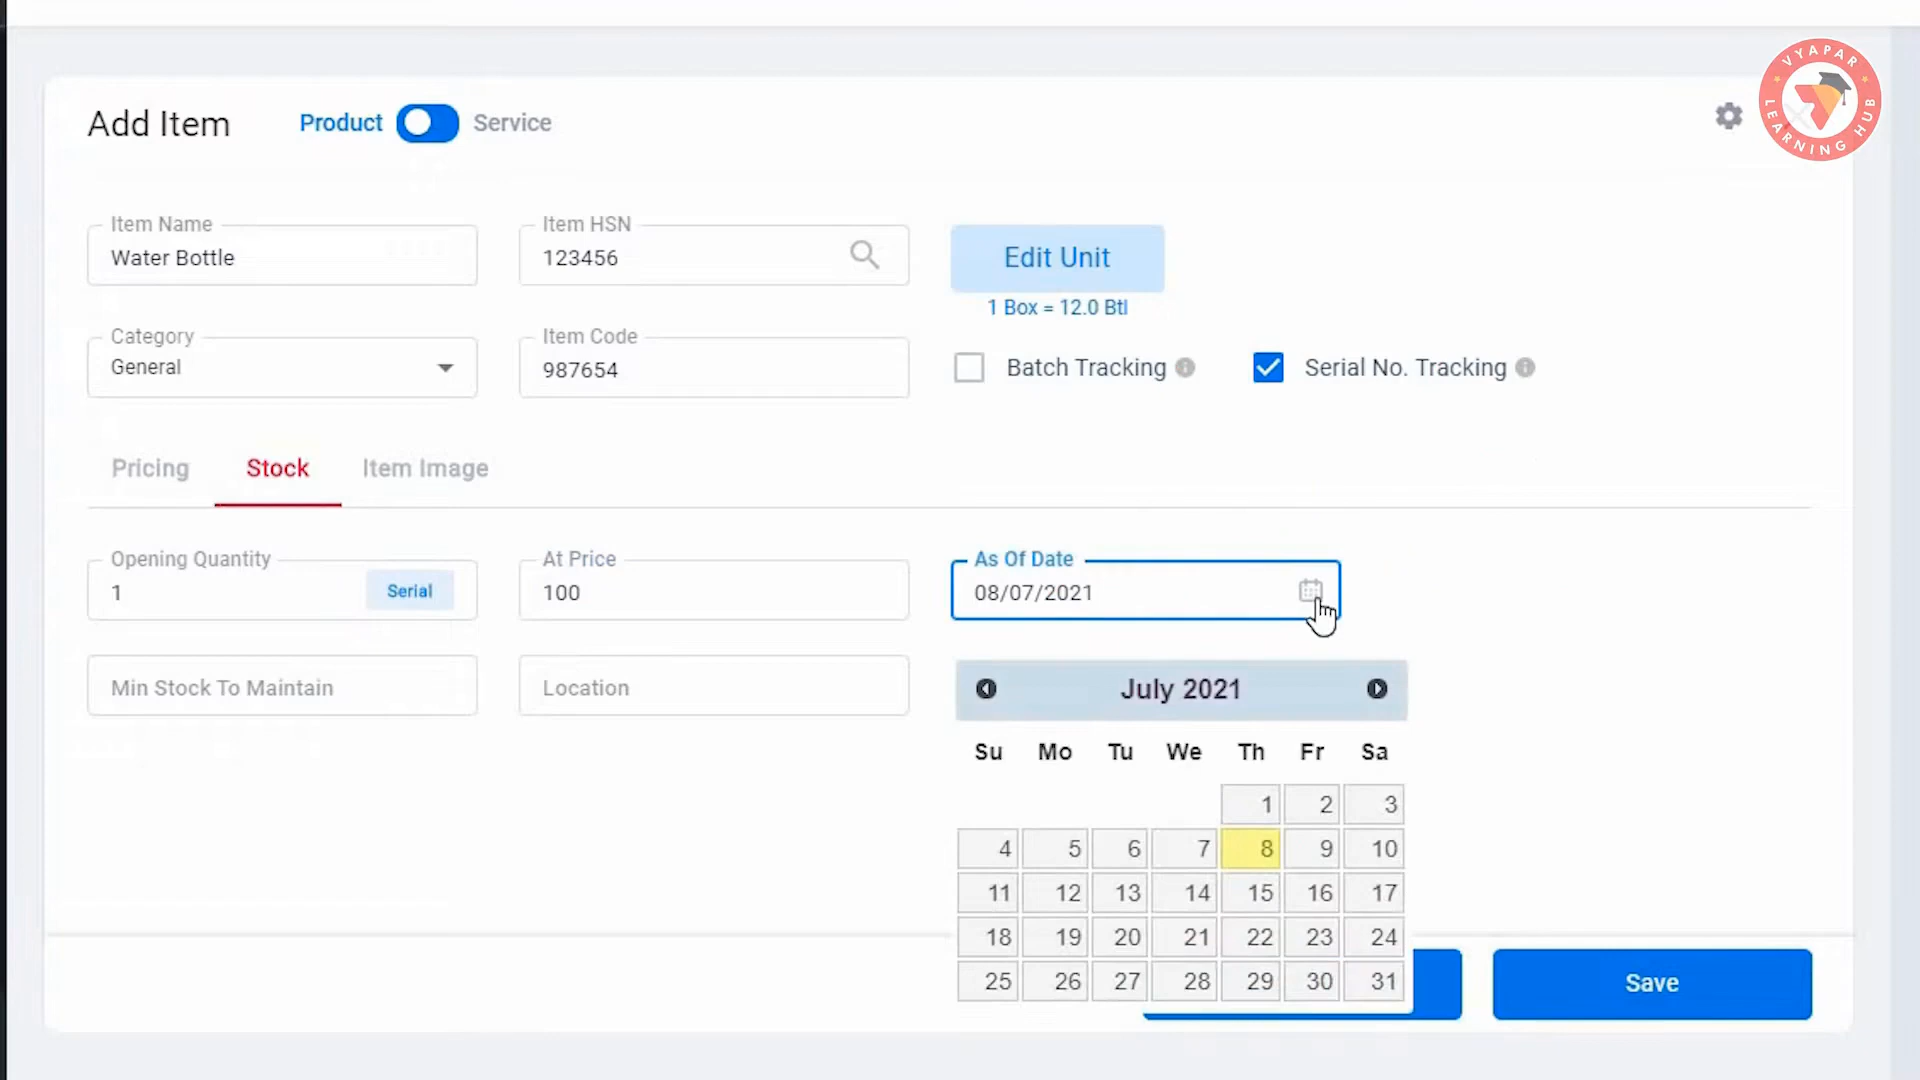 VYAPAR
LEARNING HUB
Add Item
Product
Service
Item Name
Water Bottle
Item HSN
123456
Edit Unit
1 Box = 12.0 Btl
Category
General
Item Code
987654
Batch Tracking
Serial No. Tracking
Pricing
Stock
Item Image
Opening Quantity
1
Serial
At Price
100
As Of Date
08/07/2021
Min Stock To Maintain
Location
July 2021
Su Mo Tu We Th Fr Sa
1 2 3
4 5 6 7 8 9 10
11 12 13 14 15 16 17
18 19 20 21 22 23 24
25 26 27 28 29 30 31
Save